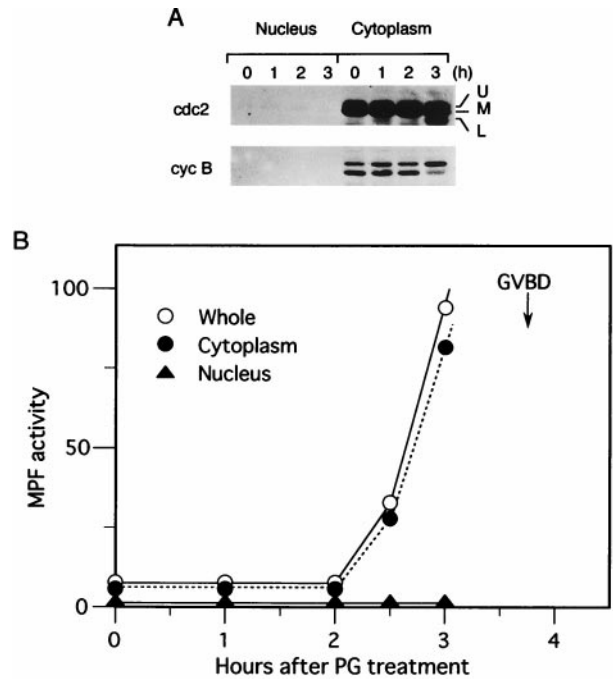 A
Nucleus Cytoplasm
0 1 2 3 0 1 2 3 (h)
cdc2
U
M
L
cyc B
B
100
50
0
MPF activity
GVBD
Whole
Cytoplasm
Nucleus
0 1 2 3 4
Hours after PG treatment